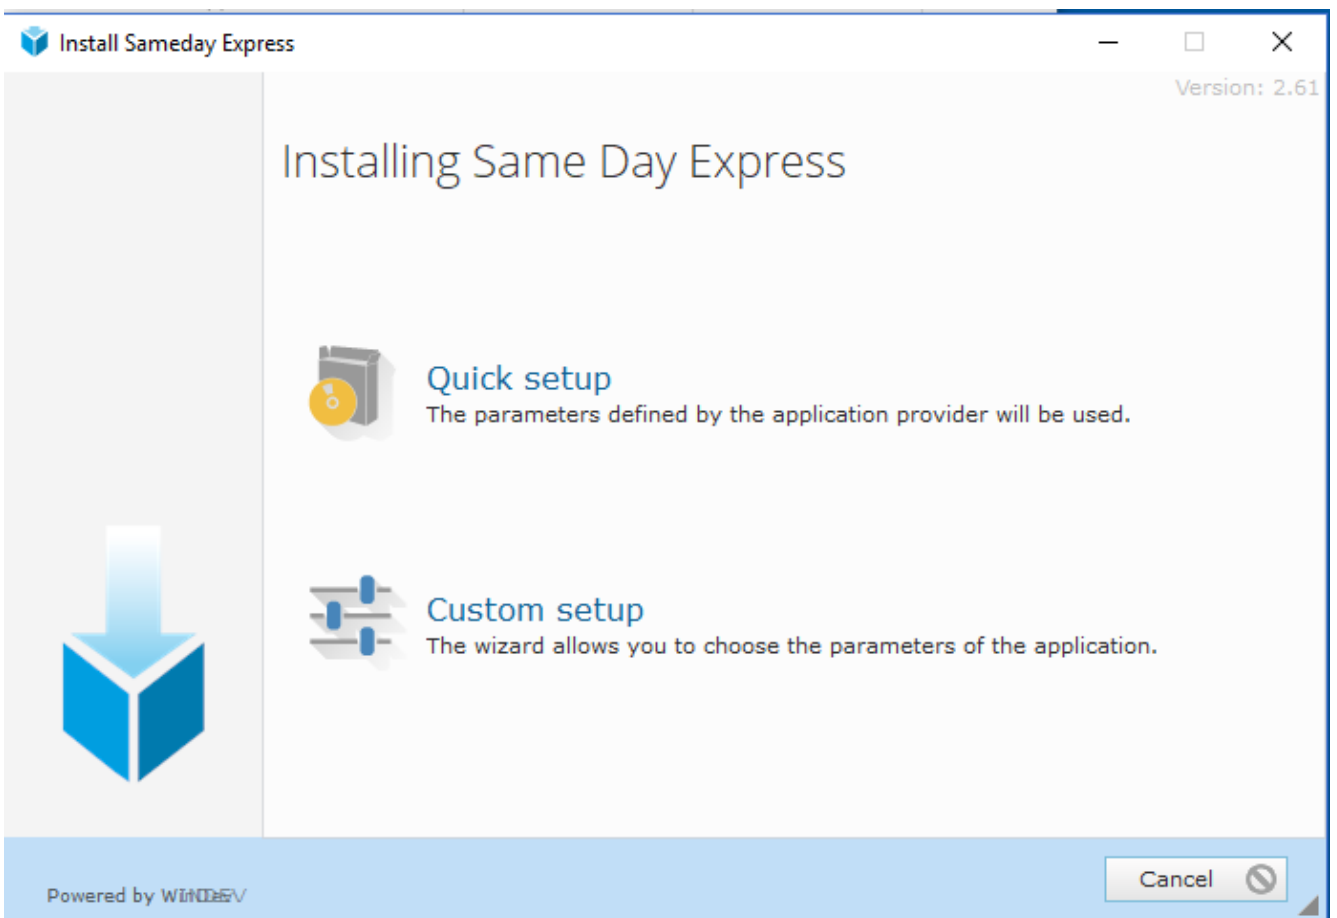 Install Sameday Express
Version: 2.61
Installing Same Day Express
Quick setup
The parameters defined by the application provider will be used.
Custom setup
The wizard allows you to choose the parameters of the application.
Powered by
Cancel